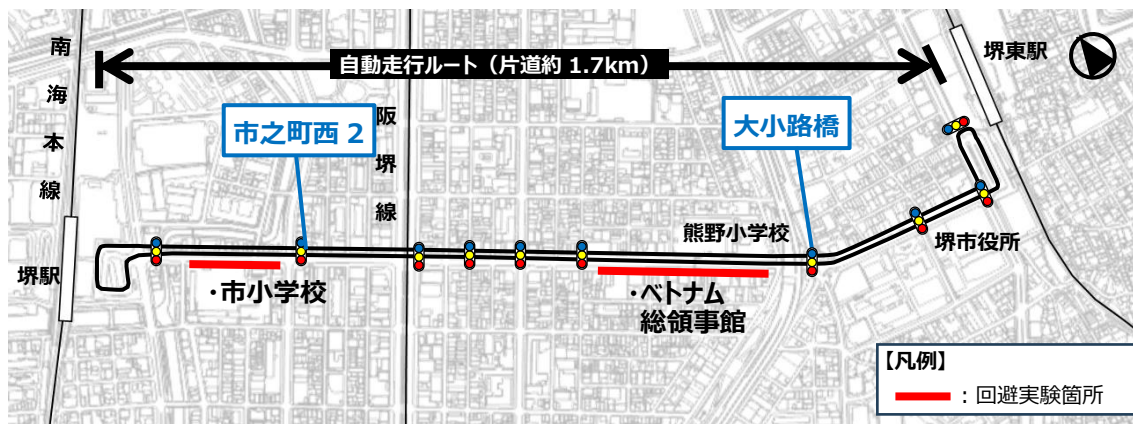 南海本線
自動走行ルート（片道約 1.7km）
堺東駅
市之町西 2
阪堺線
大小路橋
熊野小学校
堺市役所
堺駅
・市小学校
・ベトナム
総領事館
【凡例】
：回避実験箇所